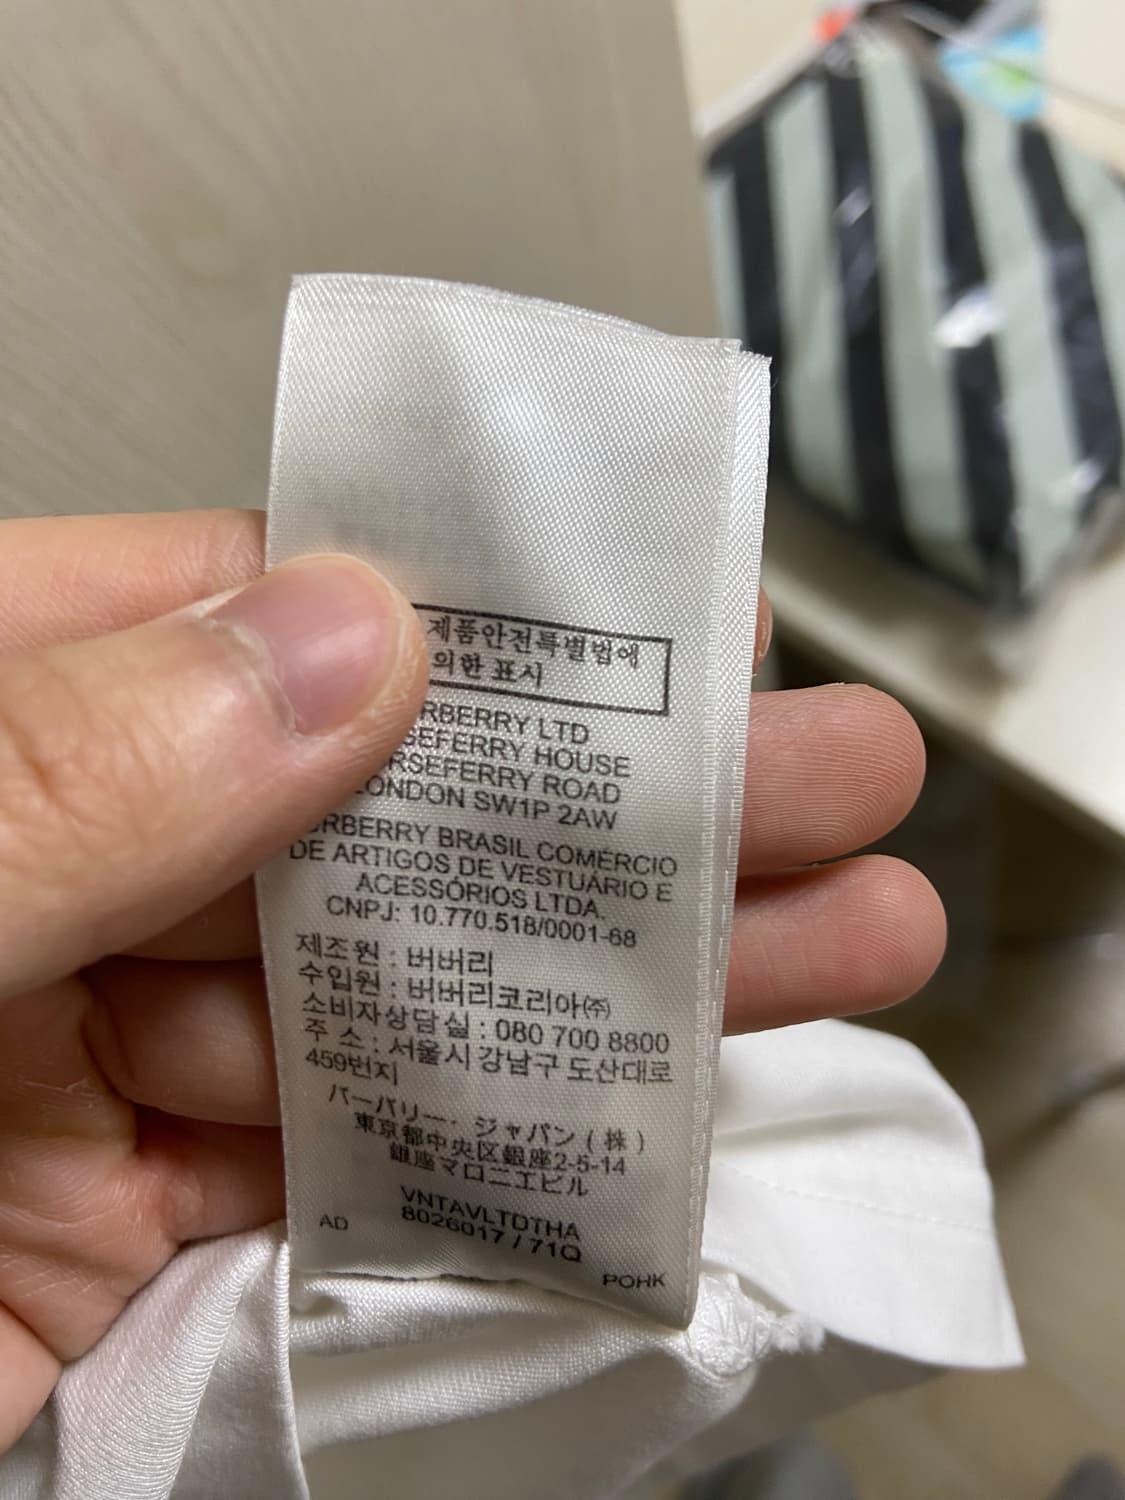 제품안전특별법에
의한 표시
RBERRY LTD
SEFERRY HOUSE
RSEFERRY ROAD
LONDON SW1P 2AW
RBERRY BRASIL COMÉRCIO
DE ARTIGOS DE VESTUÁRIO E
ACESSÓRIOS LTDA.
CNPJ: 10.770.518/0001-68
제조원 : 버버리
수입원 : 버버리코리아㈜
소비자상담실 : 080 700 8800
주 소 : 서울시 강남구 도산대로
459번지
バーバリー・ジャパン ( 株 )
東京都中央区銀座2-5-14
銀座マロニエビル
VNTAVLTDTHA
8026017 / 71Q
AD
POHK